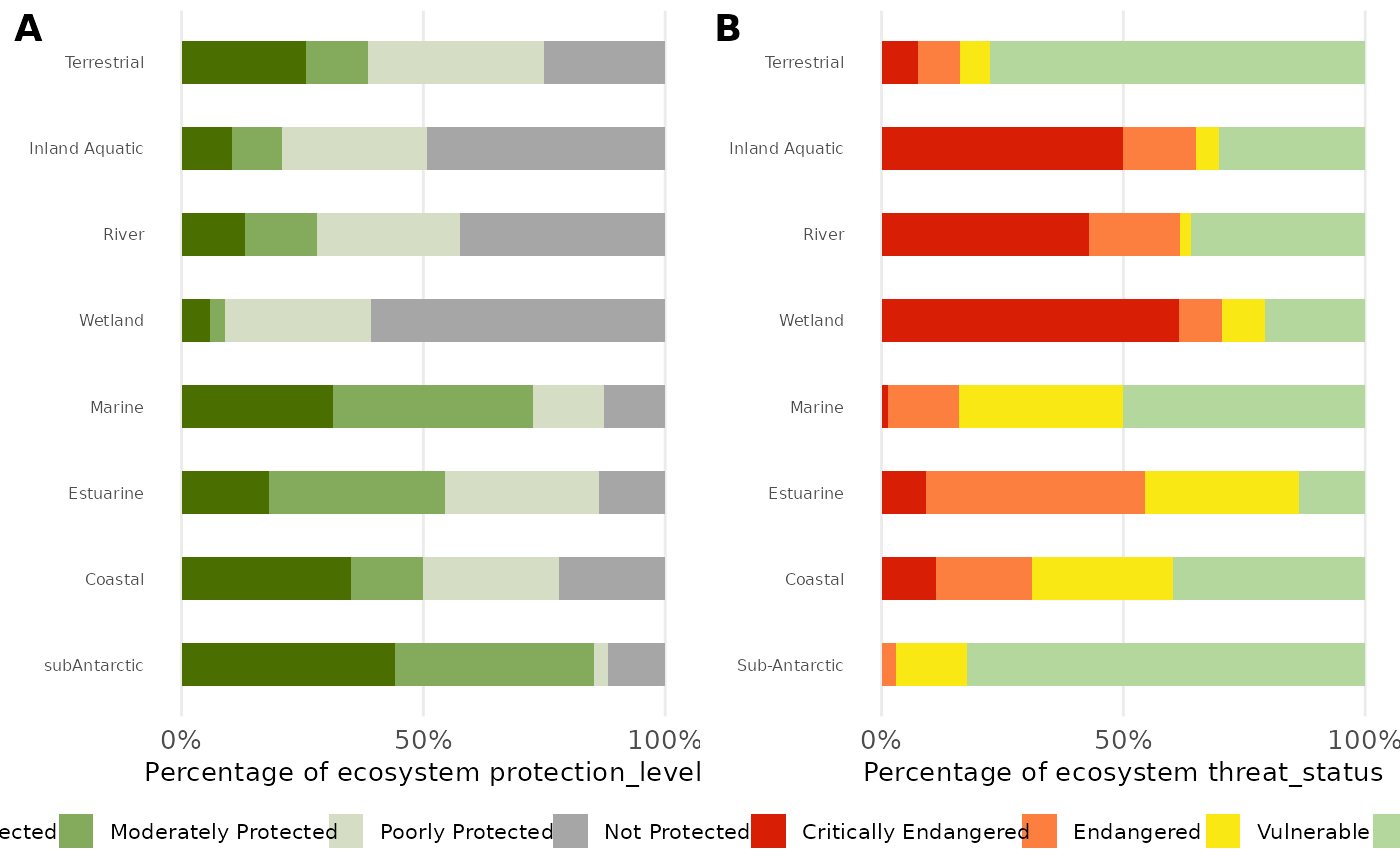 A
Terrestrial
Inland Aquatic
River
Wetland
Marine
Estuarine
Coastal
subAntarctic
0% 50% 100%
Percentage of ecosystem protection_level
B
Terrestrial
Inland Aquatic
River
Wetland
Marine
Estuarine
Coastal
Sub-Antarctic
0% 50% 100%
Percentage of ecosystem threat_status
ected Moderately Protected Poorly Protected Not Protected Critically Endangered Endangered Vulnerable